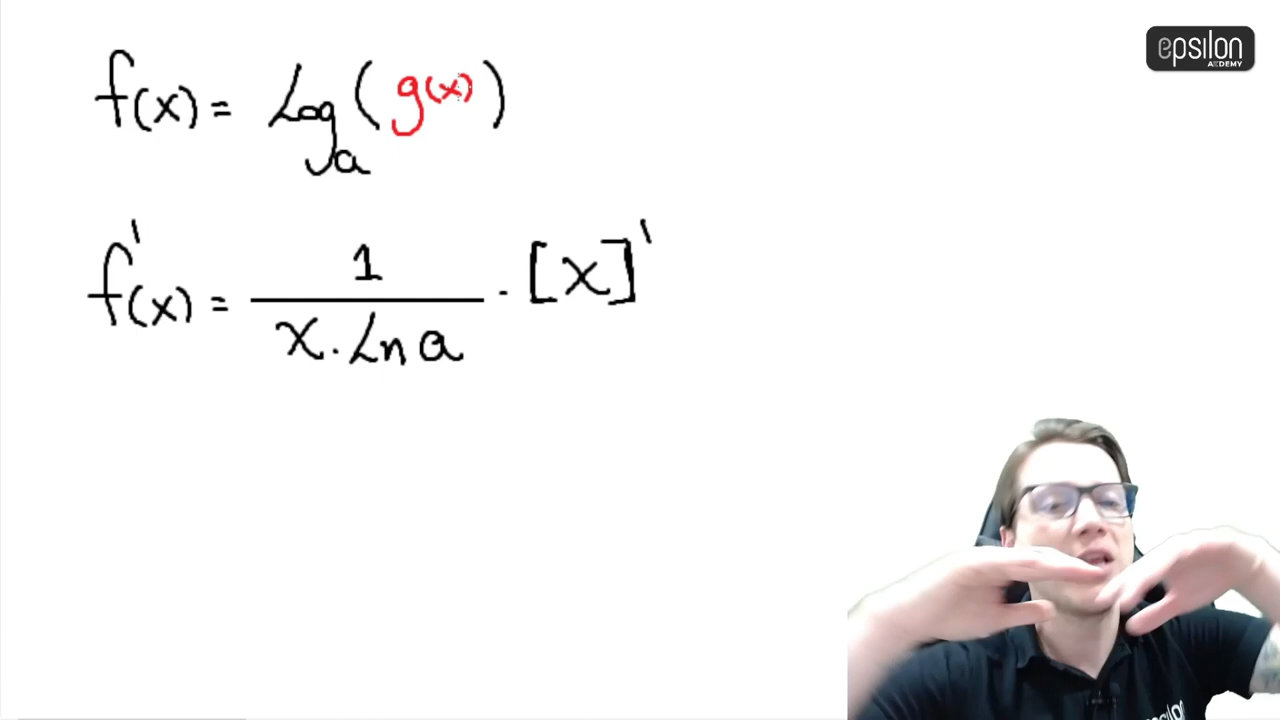 epsilon
ACADEMY
f(x) = Log_a(g(x))
f'(x) = 1 / (x · Ln a) · [x]'